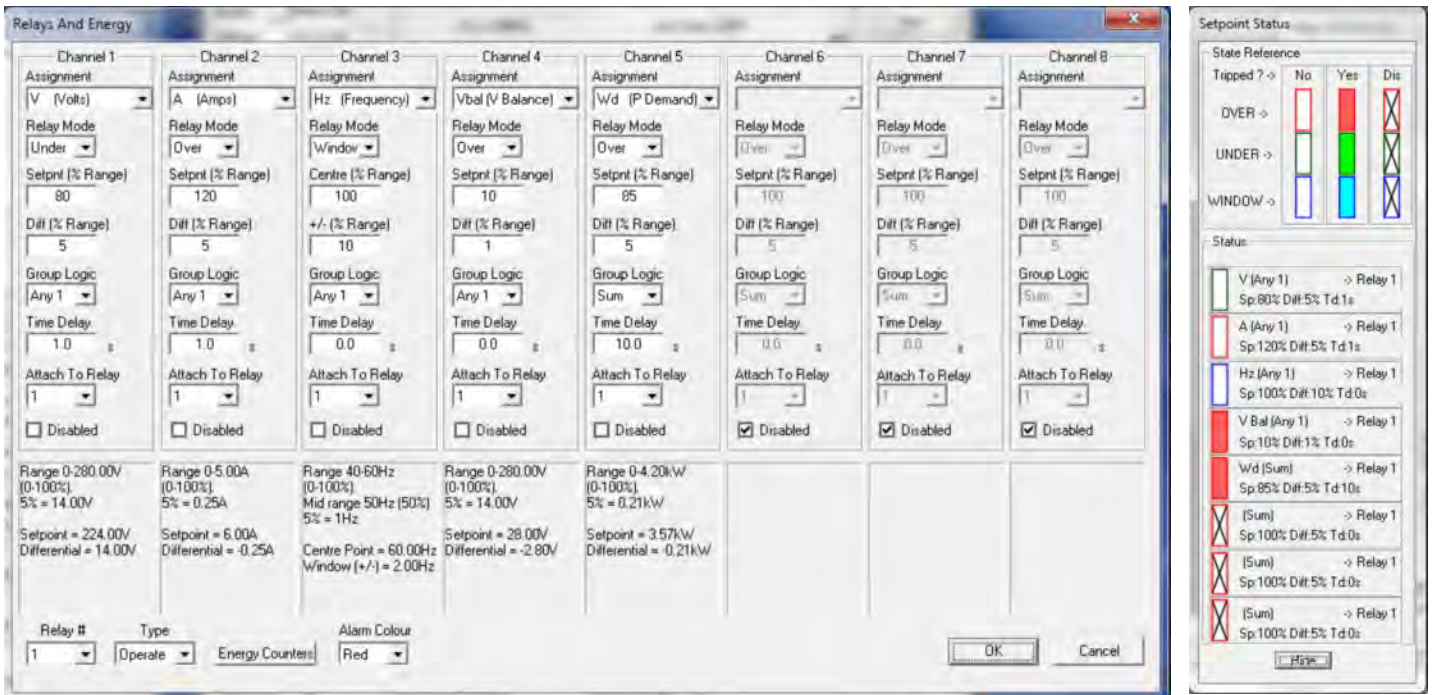 Relays And Energy
Channel 1
Assignment
V (Volts)
Relay Mode
Under
Setpnt (% Range)
80
Diff (% Range)
5
Group Logic
Any 1
Time Delay
1.0 s
Attach To Relay
1
Disabled
Range 0-280.00V
(0-100%)
5% = 14.00V
Setpoint = 224.00V
Differential = 14.00V
Channel 2
Assignment
A (Amps)
Relay Mode
Over
Setpnt (% Range)
120
Diff (% Range)
5
Group Logic
Any 1
Time Delay
1.0 s
Attach To Relay
1
Disabled
Range 0-5.00A
(0-100%)
5% = 0.25A
Setpoint = 6.00A
Differential = -0.25A
Channel 3
Assignment
Hz (Frequency)
Relay Mode
Window
Centre (% Range)
100
+/- (% Range)
10
Group Logic
Any 1
Time Delay
0.0 s
Attach To Relay
1
Disabled
Range 40-60Hz
(0-100%)
Mid range 50Hz (50%)
5% = 1Hz
Centre Point = 60.00Hz
Window (+/-) = 2.00Hz
Channel 4
Assignment
Vbal (V Balance)
Relay Mode
Over
Setpnt (% Range)
10
Diff (% Range)
1
Group Logic
Any 1
Time Delay
0.0 s
Attach To Relay
1
Disabled
Range 0-280.00V
(0-100%)
5% = 14.00V
Setpoint = 28.00V
Differential = -2.80V
Channel 5
Assignment
Wd (P Demand)
Relay Mode
Over
Setpnt (% Range)
85
Diff (% Range)
5
Group Logic
Sum
Time Delay
10.0 s
Attach To Relay
1
Disabled
Range 0-4.20kW
(0-100%)
5% = 0.21kW
Setpoint = 3.57kW
Differential = -0.21kW
Channel 6
Assignment
Relay Mode
Over
Setpnt (% Range)
100
Diff (% Range)
5
Group Logic
Sum
Time Delay
0.0 s
Attach To Relay
1
Disabled
Channel 7
Assignment
Relay Mode
Over
Setpnt (% Range)
100
Diff (% Range)
5
Group Logic
Sum
Time Delay
0.0 s
Attach To Relay
1
Disabled
Channel 8
Assignment
Relay Mode
Over
Setpnt (% Range)
100
Diff (% Range)
5
Group Logic
Sum
Time Delay
0.0 s
Attach To Relay
1
Disabled
Relay #
1
Type
Operate
Energy Counters
Alarm Colour
Red
OK
Cancel
Setpoint Status
State Reference
Tripped ? -> No Yes Dis
OVER ->
UNDER ->
WINDOW ->
Status
V (Any 1) -> Relay 1
Sp:80% Diff:5% Td:1s
A (Any 1) -> Relay 1
Sp:120% Diff:5% Td:1s
Hz (Any 1) -> Relay 1
Sp:100% Diff:10% Td:0s
V Bal (Any 1) -> Relay 1
Sp:10% Diff:1% Td:0s
Wd (Sum) -> Relay 1
Sp:85% Diff:5% Td:10s
(Sum) -> Relay 1
Sp:100% Diff:5% Td:0s
(Sum) -> Relay 1
Sp:100% Diff:5% Td:0s
(Sum) -> Relay 1
Sp:100% Diff:5% Td:0s
Hide